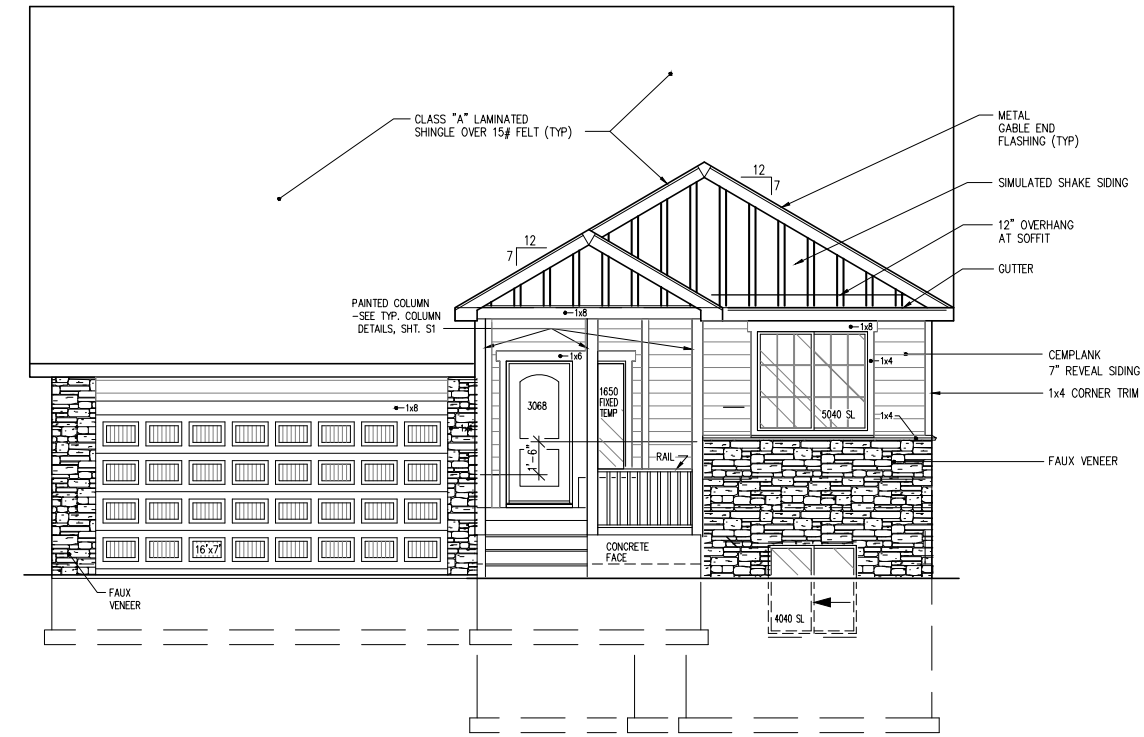 CLASS "A" LAMINATED
SHINGLE OVER 15# FELT (TYP)
METAL
GABLE END
FLASHING (TYP)
12
7
SIMULATED SHAKE SIDING
12" OVERHANG
AT SOFFIT
12
7
GUTTER
PAINTED COLUMN
-SEE TYP. COLUMN
DETAILS, SHT. S1
1x8
1x8
1x6
1x4
CEMPLANK
7" REVEAL SIDING
1x4 CORNER TRIM
3068
1650
FIXED
TEMP
5040 SL
1x4
1x8
1'-6"
RAIL
FAUX VENEER
16'x7'
CONCRETE
FACE
FAUX
VENEER
4040 SL